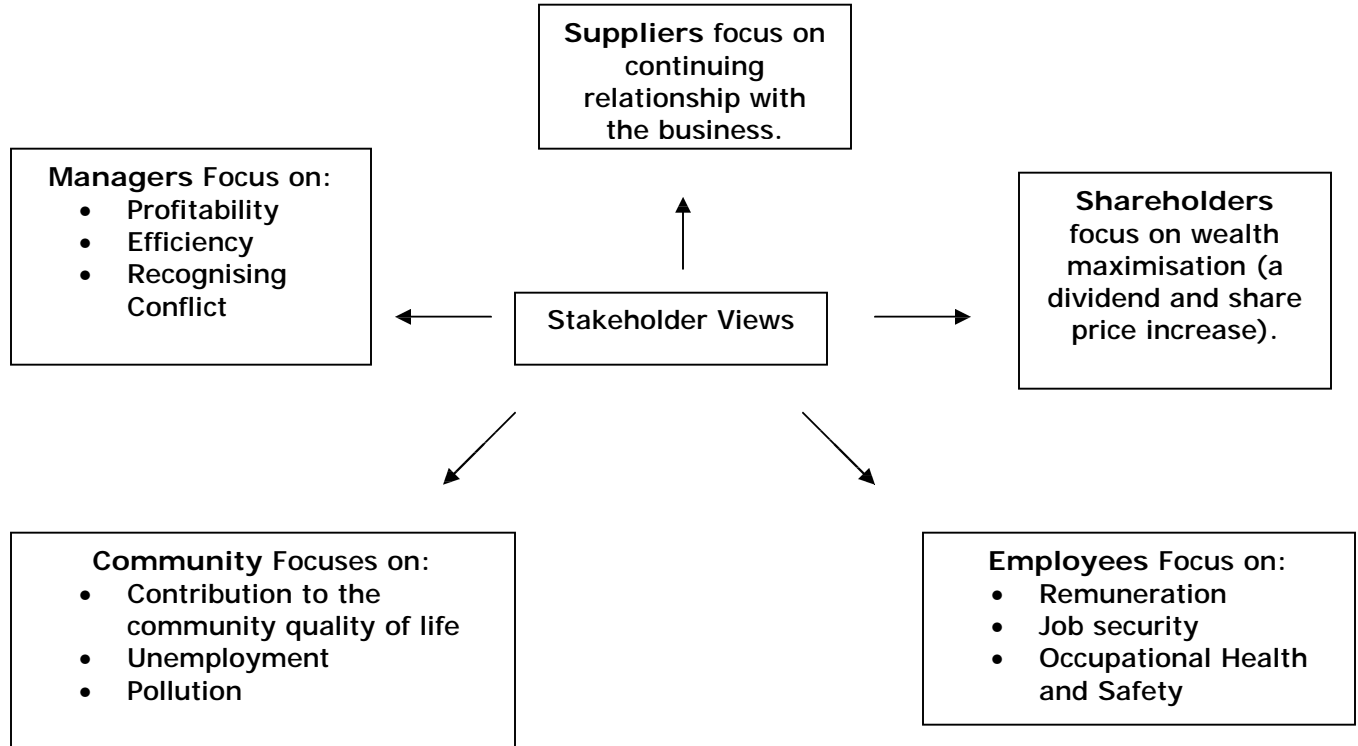 Suppliers focus on
continuing
relationship with
the business.
Managers Focus on:
• Profitability
• Efficiency
• Recognising
Conflict
Shareholders
focus on wealth
maximisation (a
dividend and share
price increase).
Stakeholder Views
Community Focuses on:
• Contribution to the
community quality of life
• Unemployment
• Pollution
Employees Focus on:
• Remuneration
• Job security
• Occupational Health
and Safety